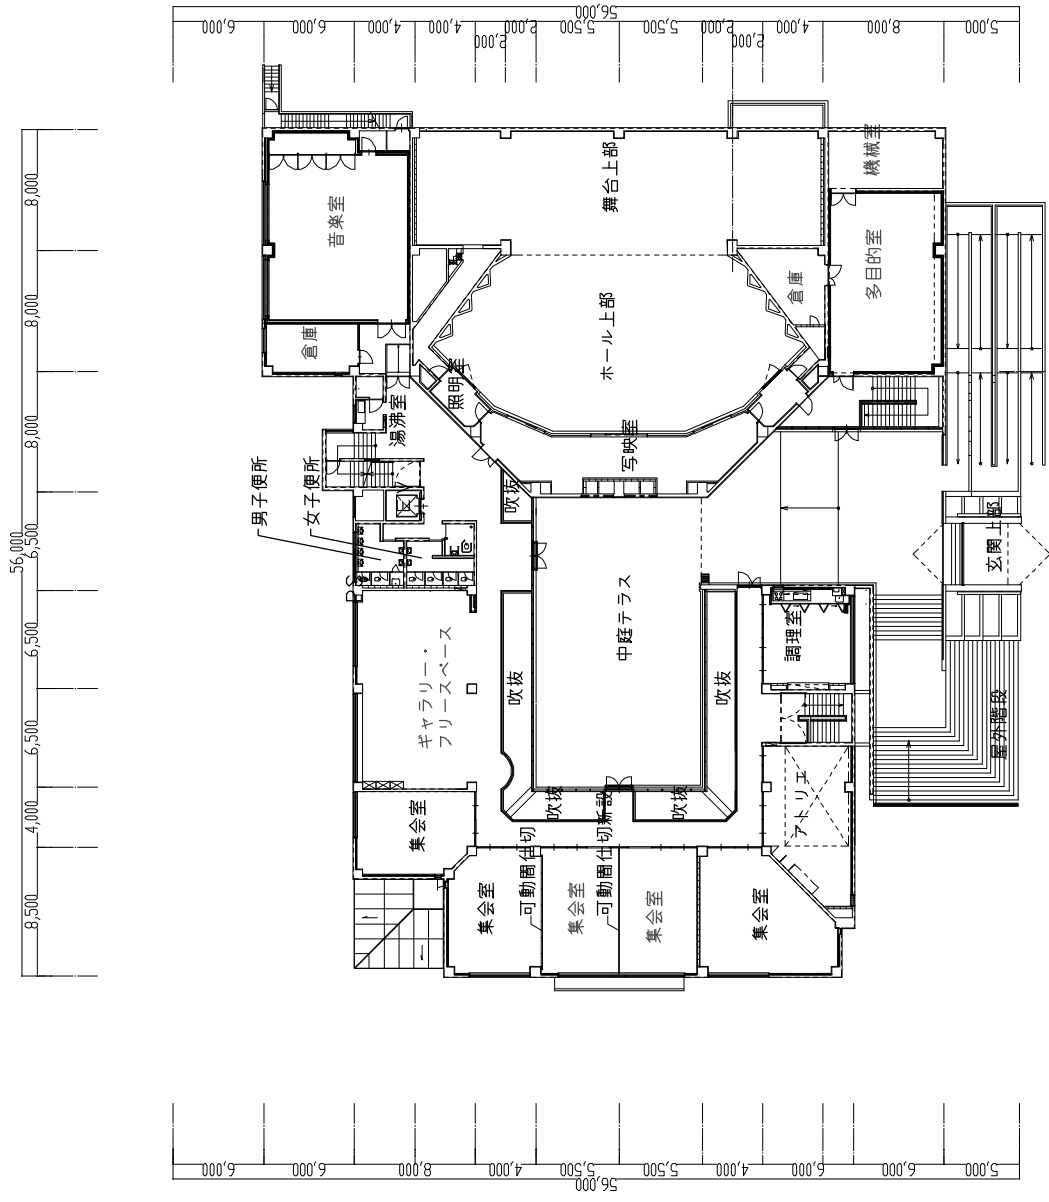 56,000
6,000
6,000
4,000
4,000
2,000
2,000
5,500
5,500
2,000
2,000
4,000
8,000
5,000
56,000
8,000
8,000
8,000
6,500
6,500
6,500
4,000
8,500
機械室
舞台上部
音楽室
多目的室
倉庫
ホール上部
倉庫
照明室
湯沸室
写映室
男子便所
女子便所
吹抜
玄関上部
PS
中庭テラス
調理室
ギャラリー・
フリースペース
吹抜
吹抜
屋外階段
吹抜
吹抜
アトリエ
集会室
可動間仕切
可動間仕切新設
集会室
集会室
集会室
集会室
6,000
6,000
8,000
4,000
5,500
5,500
4,000
6,000
6,000
5,000
56,000